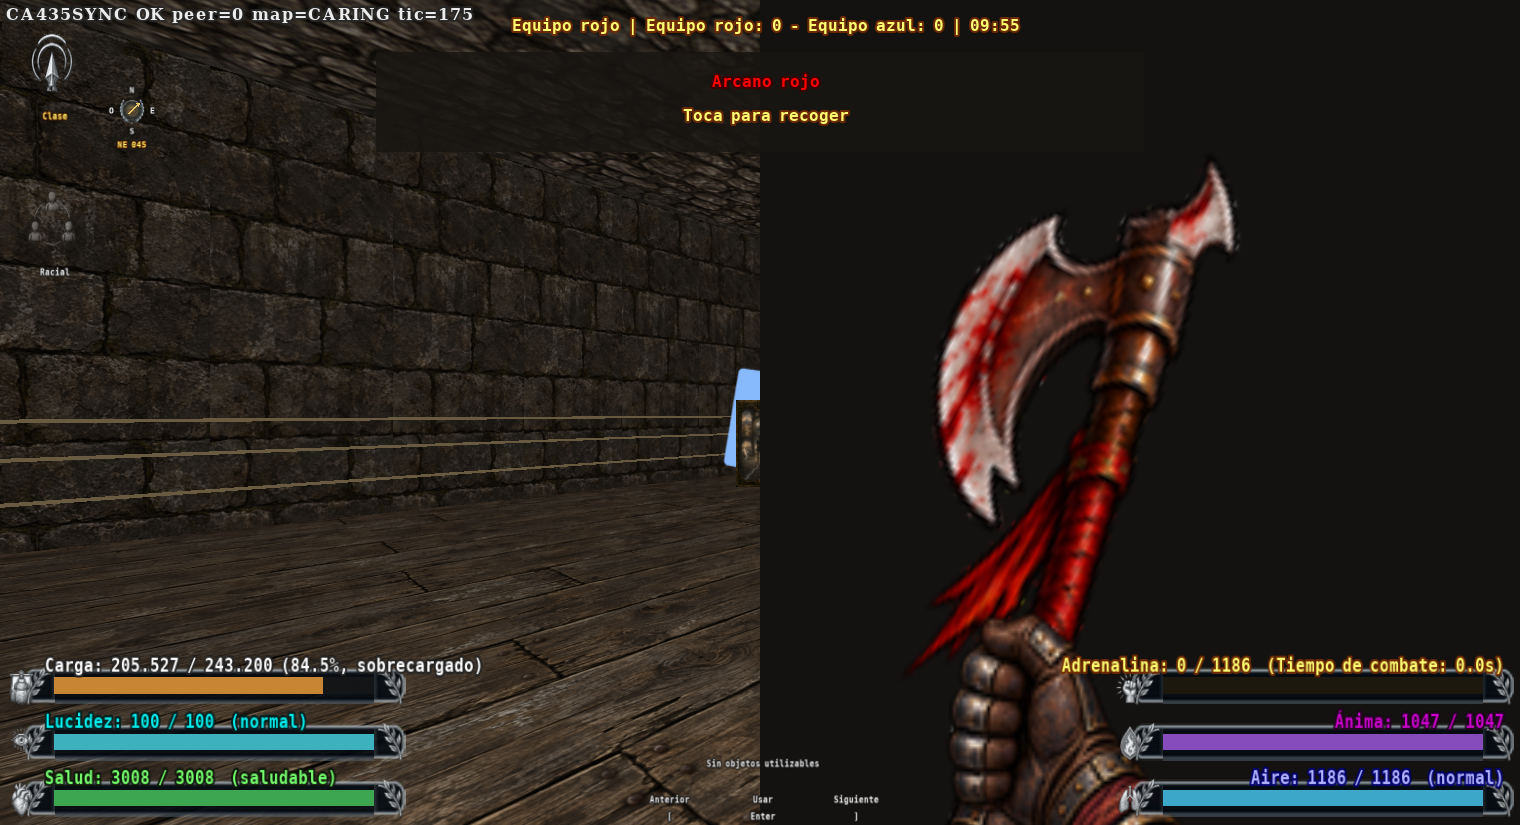 CA435SYNC OK peer=0 map=CARING tic=175
Equipo rojo | Equipo rojo: 0 - Equipo azul: 0 | 09:55
Arcano rojo
Toca para recoger
Clase
N
O E
S
NE 045
Racial
Carga: 205.527 / 243.200 (84.5%, sobrecargado)
Lucidez: 100 / 100 (normal)
Salud: 3008 / 3008 (saludable)
Adrenalina: 0 / 1186 (Tiempo de combate: 0.0s)
Ánima: 1047 / 1047
Aire: 1186 / 1186 (normal)
Sin objetos utilizables
Anterior Usar Siguiente
[ Enter ]